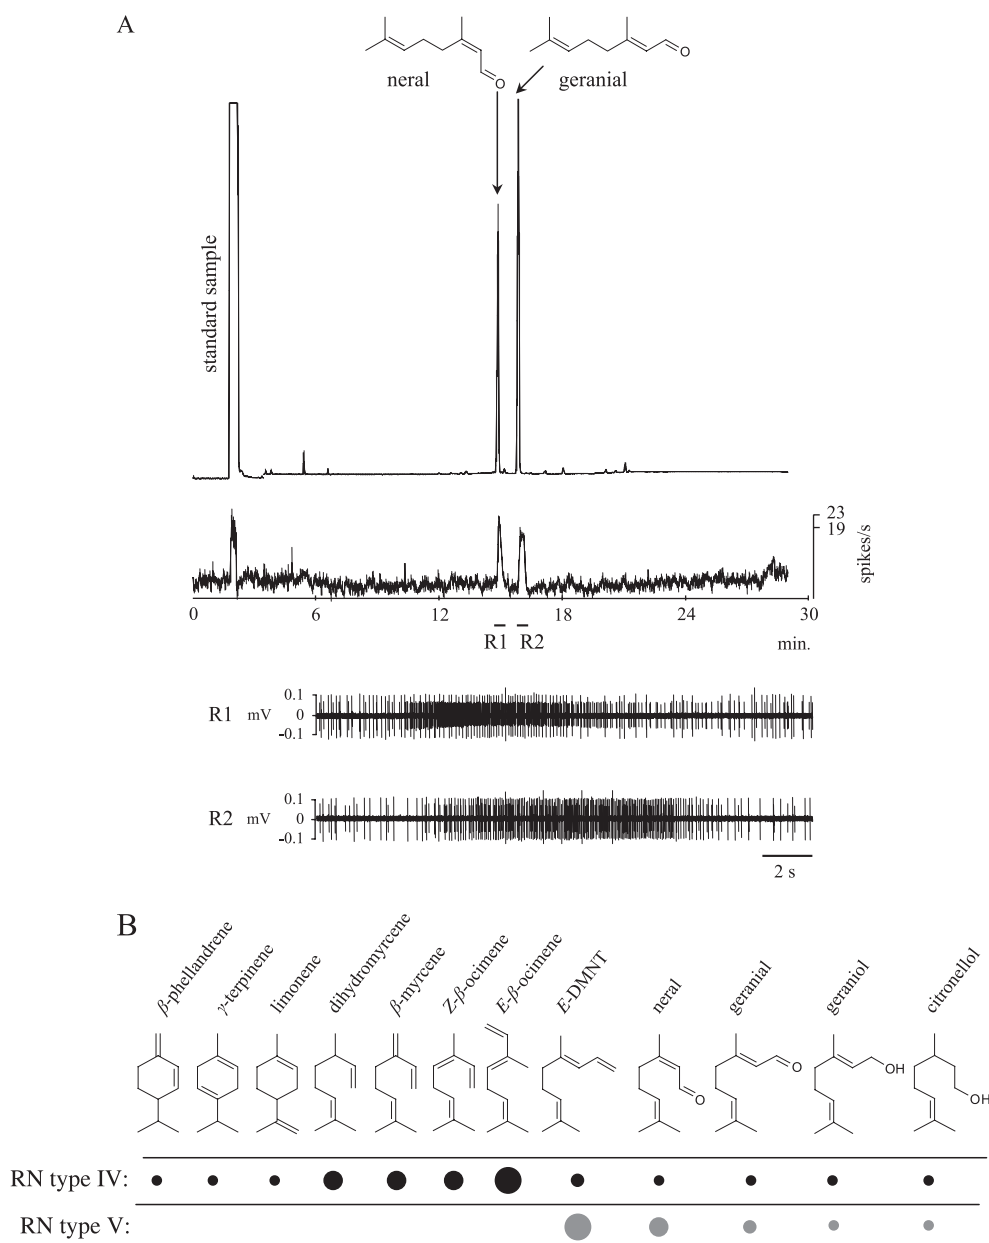 A
neral
O
geranial
O
standard sample
23
19
spikes/s
0 6 12 18 24 30
R1 R2 min.
R1 mV 0.1 0 -0.1
R2 mV 0.1 0 -0.1
2 s
B
β-phellandrene γ-terpinene limonene dihydromyrcene β-myrcene Z-β-ocimene E-β-ocimene E-DMNT neral geranial geraniol citronellol
O O OH OH
RN type IV:
RN type V: